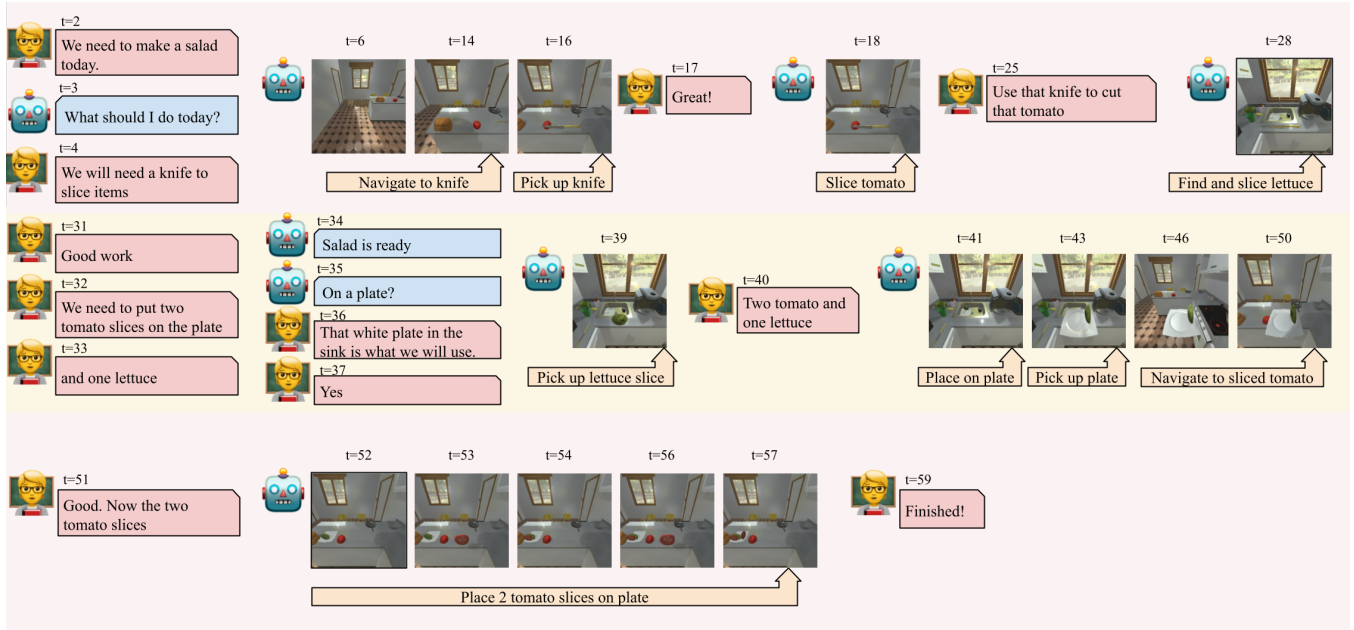 t=2
We need to make a salad
today.
t=3
What should I do today?
t=4
We will need a knife to
slice items
t=6
t=14
t=16
Navigate to knife
Pick up knife
t=17
Great!
t=18
Slice tomato
t=25
Use that knife to cut
that tomato
t=28
Find and slice lettuce
t=31
Good work
t=32
We need to put two
tomato slices on the plate
t=33
and one lettuce
t=34
Salad is ready
t=35
On a plate?
t=36
That white plate in the
sink is what we will use.
t=37
Yes
t=39
Pick up lettuce slice
t=40
Two tomato and
one lettuce
t=41
t=43
t=46
t=50
Place on plate
Pick up plate
Navigate to sliced tomato
t=51
Good. Now the two
tomato slices
t=52
t=53
t=54
t=56
t=57
Place 2 tomato slices on plate
t=59
Finished!